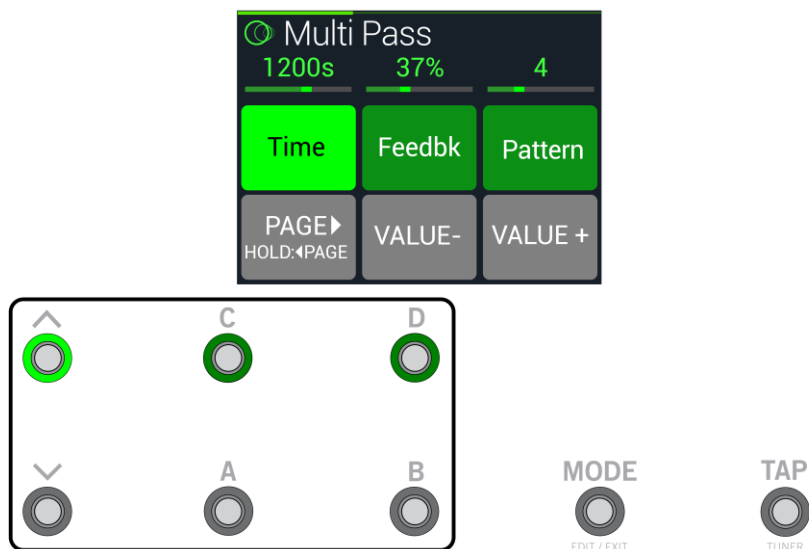 Multi Pass
1200s 37% 4
Time Feedbk Pattern
PAGE▶ VALUE- VALUE +
HOLD:◀PAGE
C D
A B MODE TAP
EDIT / EXIT TUNER